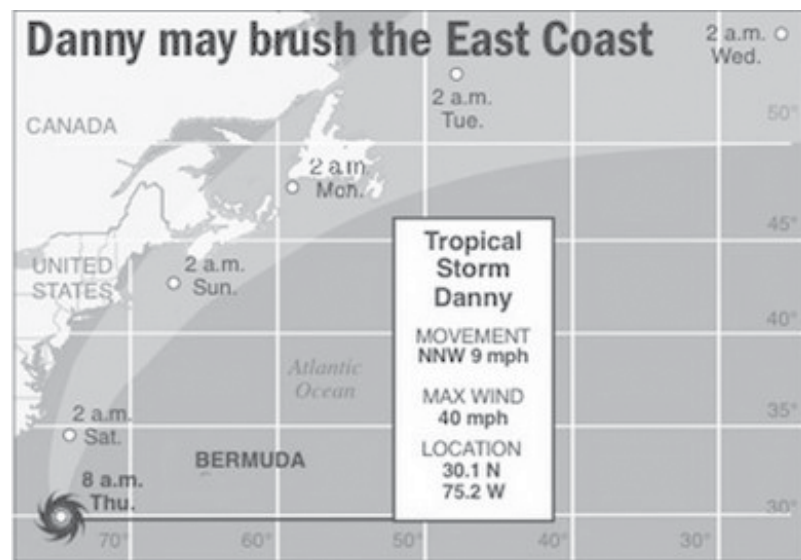 Danny may brush the East Coast
2 a.m.
Wed.
2 a.m.
Tue.
50°
CANADA
2 a.m.
Mon.
45°
Tropical
Storm
Danny
UNITED
STATES
2 a.m.
Sun.
40°
MOVEMENT
NNW 9 mph
Atlantic
Ocean
MAX WIND
40 mph
35°
2 a.m.
Sat.
LOCATION
30.1 N
75.2 W
BERMUDA
8 a.m.
Thu.
30°
70°
60°
50°
40°
30°